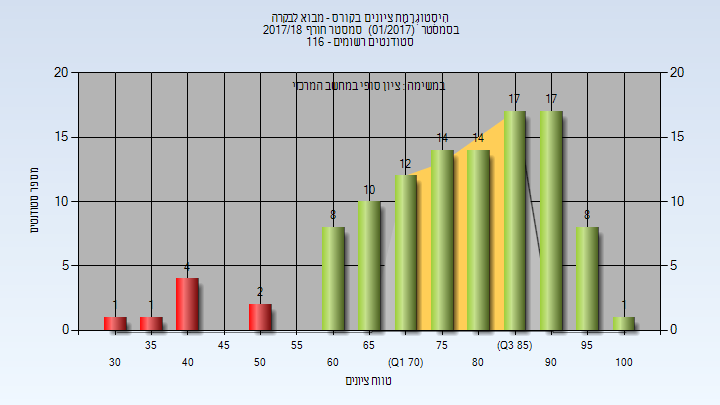 הִיסְטוֹגְרָמַת ציונים בקורס - מבוא לבקרה
בסמסטר (01/2017) סמסטר חורף 2017/18
סטודנטים רשומים - 116
במשימה : ציון סופי במחשב המרכזי
מספר סטודנטים
20 20
15 15
10 10
5 5
0 0
1 1 4 2 8 10 12 14 14 17 17 8 1
35 45 55 65 75 (Q3 85) 95
30 40 50 60 (Q1 70) 80 90 100
טווח ציונים